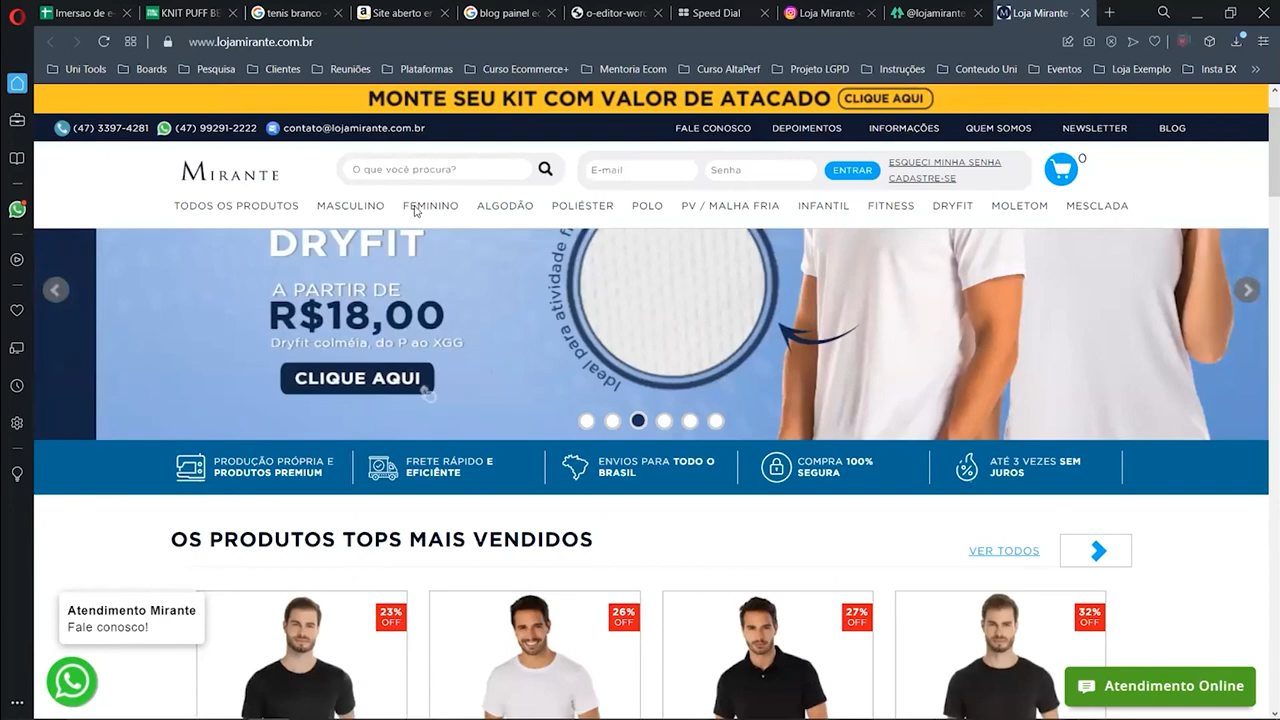 Imersao de e
KNIT PUFF BE
tenis branco
Site aberto em
blog painel ec
o-editor-word
Speed Dial
Loja Mirante
@lojamirante
Loja Mirante
www.lojamirante.com.br
Uni Tools
Boards
Pesquisa
Clientes
Reuniões
Plataformas
Curso Ecommerce+
Mentoria Ecom
Curso AltaPerf
Projeto LGPD
Instruções
Conteudo Uni
Eventos
Loja Exemplo
Insta EX
MONTE SEU KIT COM VALOR DE ATACADO CLIQUE AQUI
(47) 3397-4281
(47) 99291-2222
contato@lojamirante.com.br
FALE CONOSCO
DEPOIMENTOS
INFORMAÇÕES
QUEM SOMOS
NEWSLETTER
BLOG
MIRANTE
O que você procura?
E-mail
Senha
ENTRAR
ESQUECI MINHA SENHA
CADASTRE-SE
0
TODOS OS PRODUTOS
MASCULINO
FEMININO
ALGODÃO
POLIÉSTER
POLO
PV / MALHA FRIA
INFANTIL
FITNESS
DRYFIT
MOLETOM
MESCLADA
DRYFIT
A PARTIR DE
R$18,00
Dryfit colméia, do P ao XGG
CLIQUE AQUI
Ideal para atividade f
PRODUÇÃO PRÓPRIA E
PRODUTOS PREMIUM
FRETE RÁPIDO E
EFICIÊNTE
ENVIOS PARA TODO O
BRASIL
COMPRA 100%
SEGURA
ATÉ 3 VEZES SEM
JUROS
OS PRODUTOS TOPS MAIS VENDIDOS
VER TODOS
23%
OFF
26%
OFF
27%
OFF
32%
OFF
Atendimento Mirante
Fale conosco!
Atendimento Online